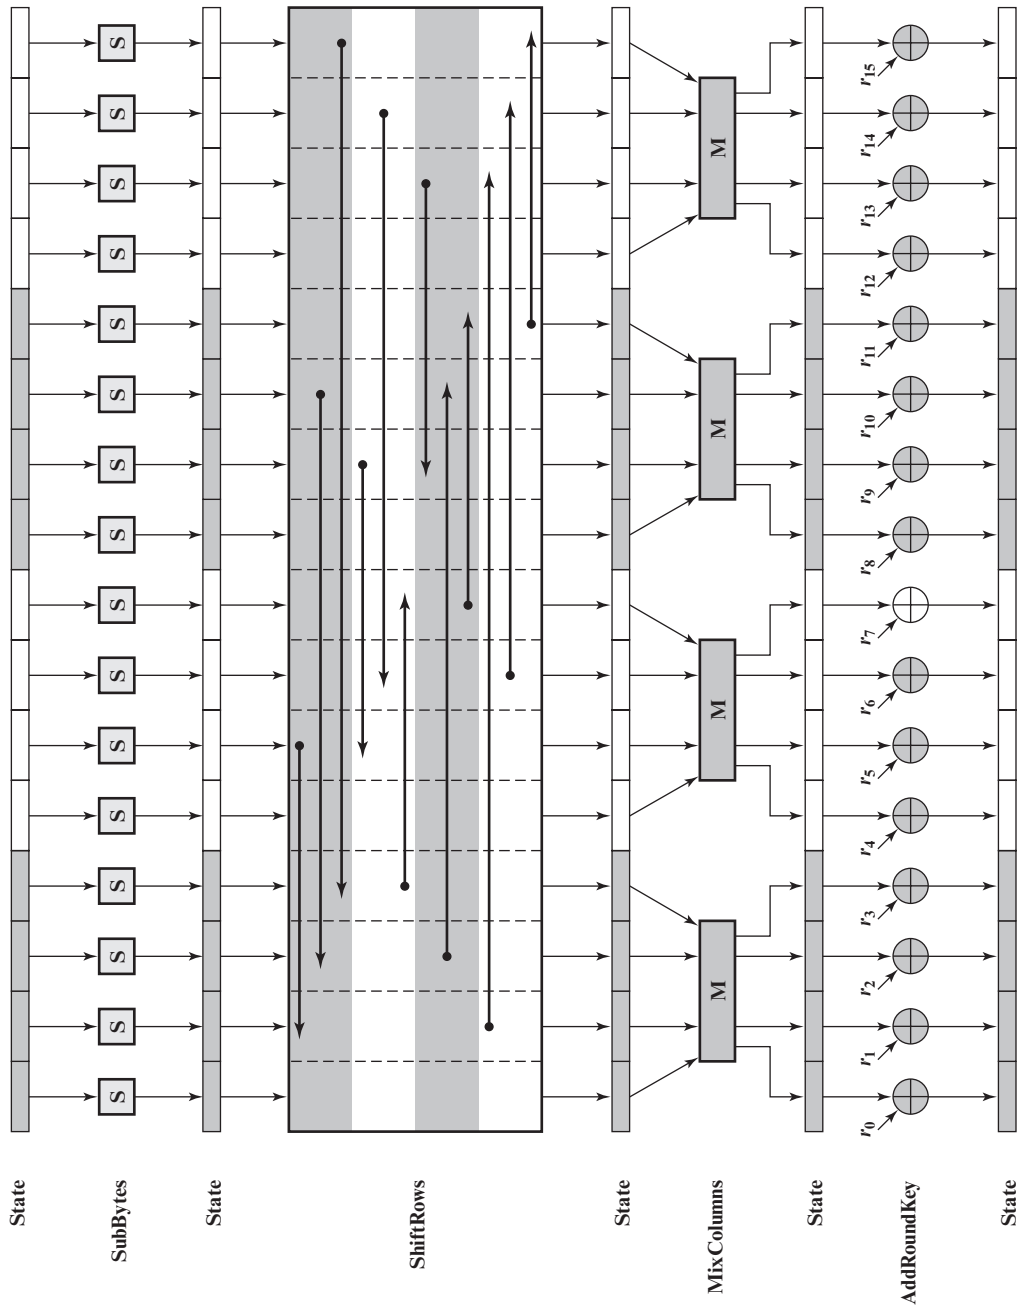 State
SubBytes S S S S S S S S S S S S S S S S
State
ShiftRows
State
MixColumns M M M M
State
r0 r1 r2 r3 r4 r5 r6 r7 r8 r9 r10 r11 r12 r13 r14 r15
AddRoundKey
State